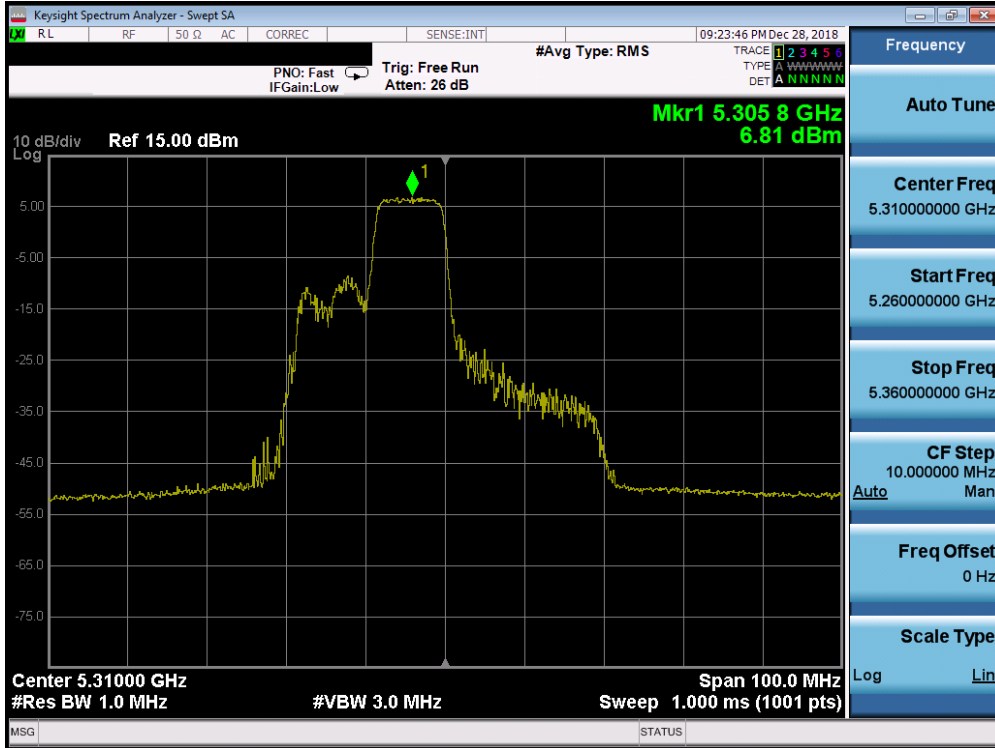 Keysight Spectrum Analyzer - Swept SA
LXI RL RF 50 Ω AC CORREC SENSE:INT 09:23:46 PM Dec 28, 2018
#Avg Type: RMS
TRACE 1 2 3 4 5 6
TYPE A WWWWW
DET A N N N N N
PNO: Fast
IFGain:Low
Trig: Free Run
Atten: 26 dB
Mkr1 5.305 8 GHz
6.81 dBm
10 dB/div Ref 15.00 dBm
Log
1
5.00
-5.00
-15.0
-25.0
-35.0
-45.0
-55.0
-65.0
-75.0
Center 5.31000 GHz Span 100.0 MHz
#Res BW 1.0 MHz #VBW 3.0 MHz Sweep 1.000 ms (1001 pts)
MSG STATUS
Frequency
Auto Tune
Center Freq
5.310000000 GHz
Start Freq
5.260000000 GHz
Stop Freq
5.360000000 GHz
CF Step
10.000000 MHz
Auto Man
Freq Offset
0 Hz
Scale Type
Log Lin